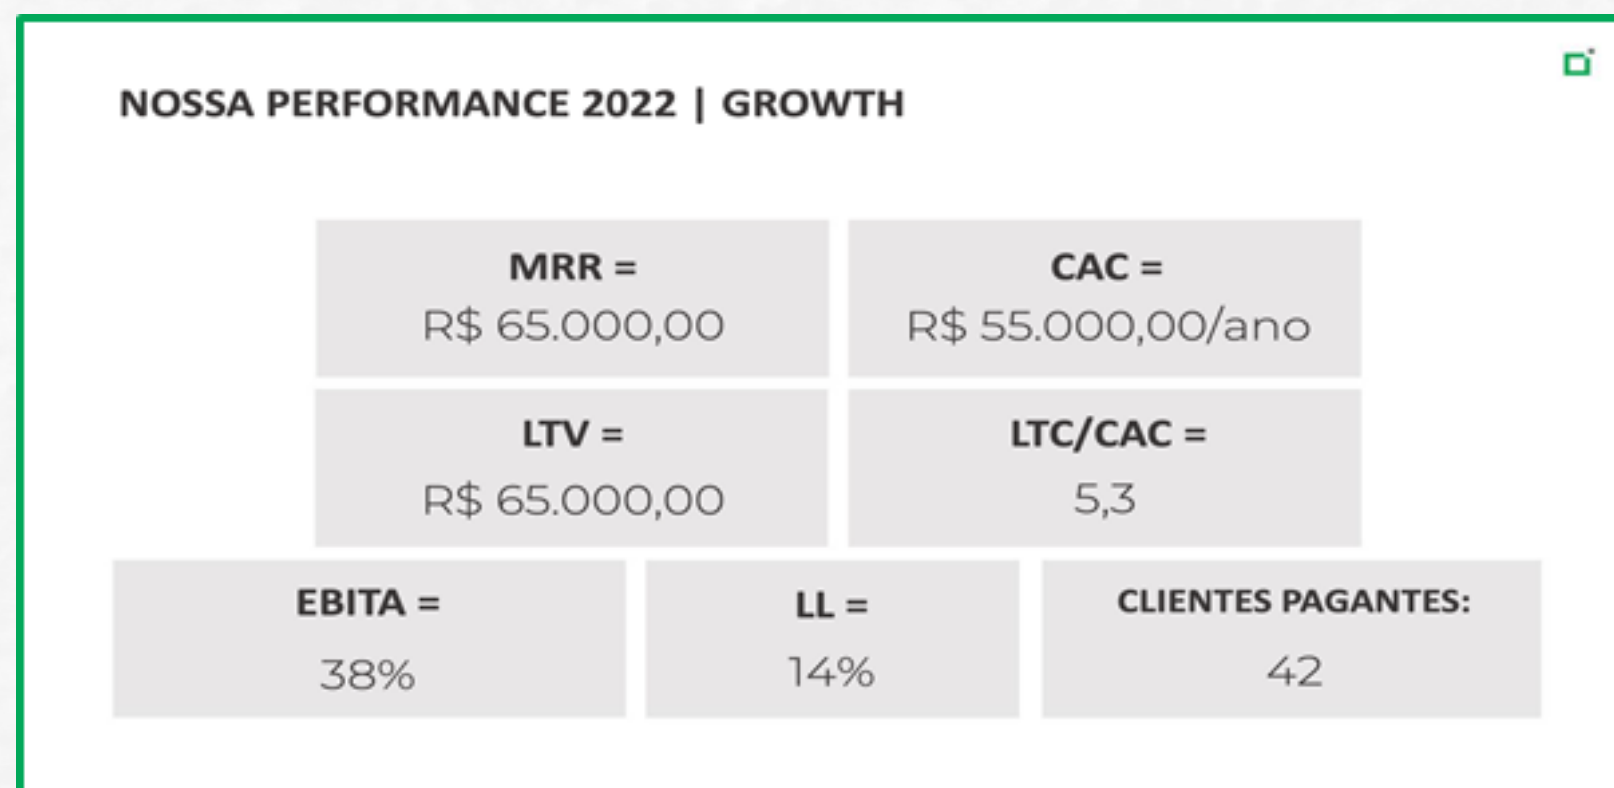 NOSSA PERFORMANCE 2022 | GROWTH
MRR =
R$ 65.000,00
CAC =
R$ 55.000,00/ano
LTV =
R$ 65.000,00
LTC/CAC =
5,3
EBITA =
38%
LL =
14%
CLIENTES PAGANTES:
42